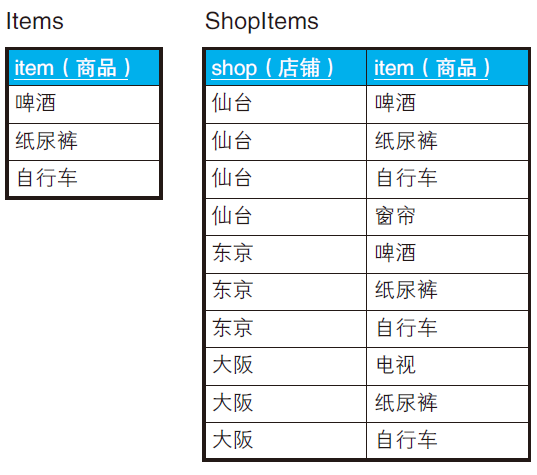 Items
item（商品）
啤酒
纸尿裤
自行车
ShopItems
shop（店铺） item（商品）
仙台 啤酒
仙台 纸尿裤
仙台 自行车
仙台 窗帘
东京 啤酒
东京 纸尿裤
东京 自行车
大阪 电视
大阪 纸尿裤
大阪 自行车